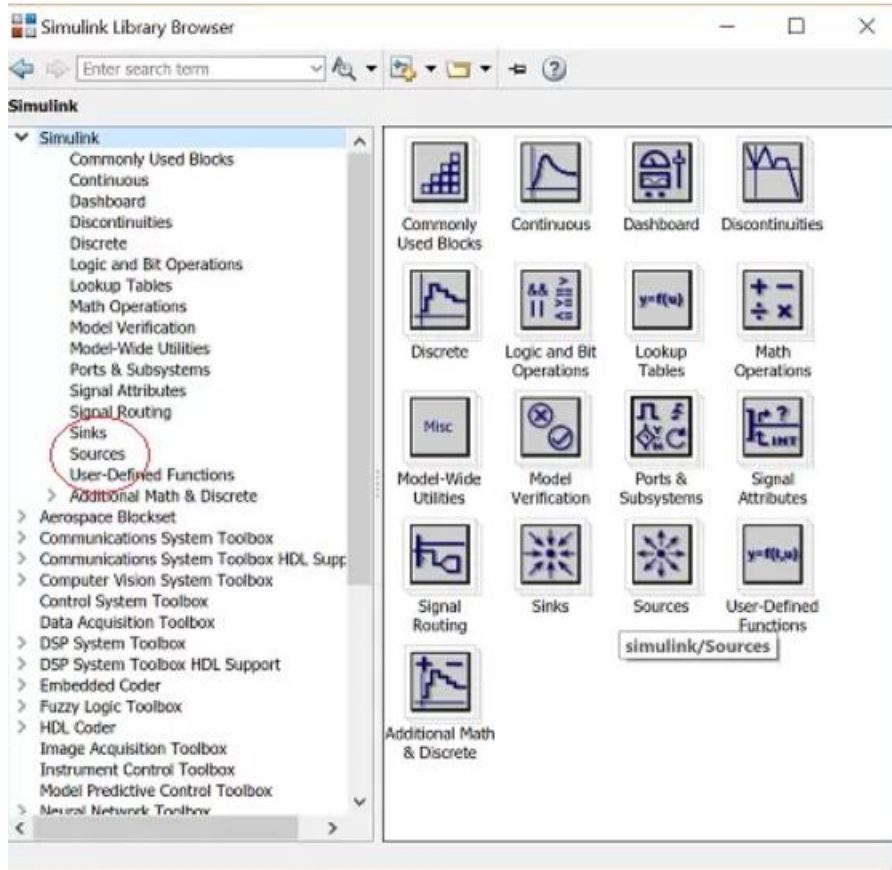 Simulink Library Browser
Enter search term
Simulink
Simulink
Commonly Used Blocks
Continuous
Dashboard
Discontinuities
Discrete
Logic and Bit Operations
Lookup Tables
Math Operations
Model Verification
Model-Wide Utilities
Ports & Subsystems
Signal Attributes
Signal Routing
Sinks
Sources
User-Defined Functions
Additional Math & Discrete
Aerospace Blockset
Communications System Toolbox
Communications System Toolbox HDL Supp
Computer Vision System Toolbox
Control System Toolbox
Data Acquisition Toolbox
DSP System Toolbox
DSP System Toolbox HDL Support
Embedded Coder
Fuzzy Logic Toolbox
HDL Coder
Image Acquisition Toolbox
Instrument Control Toolbox
Model Predictive Control Toolbox
Neural Network Toolbox
Commonly
Used Blocks
Continuous
Dashboard
Discontinuities
Discrete
&& >
|| >=
<=
Logic and Bit
Operations
y=f(u)
Lookup
Tables
+ −
÷ ×
Math
Operations
Misc
Model-Wide
Utilities
Model
Verification
Ports &
Subsystems
?
INT
Signal
Attributes
Signal
Routing
Sinks
Sources
y=f(t,u)
User-Defined
Functions
simulink/Sources
+ −
Additional Math
& Discrete